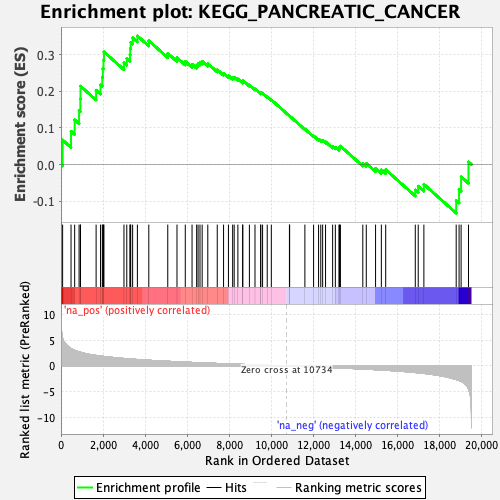 Enrichment plot: KEGG_PANCREATIC_CANCER
Enrichment score (ES)
0.3
0.2
0.1
0.0
-0.1
'na_pos' (positively correlated)
Ranked list metric (PreRanked)
10
5
0
-5
-10
Zero cross at 10734
'na_neg' (negatively correlated)
0 2,000 4,000 6,000 8,000 10,000 12,000 14,000 16,000 18,000 20,000
Rank in Ordered Dataset
Enrichment profile Hits Ranking metric scores